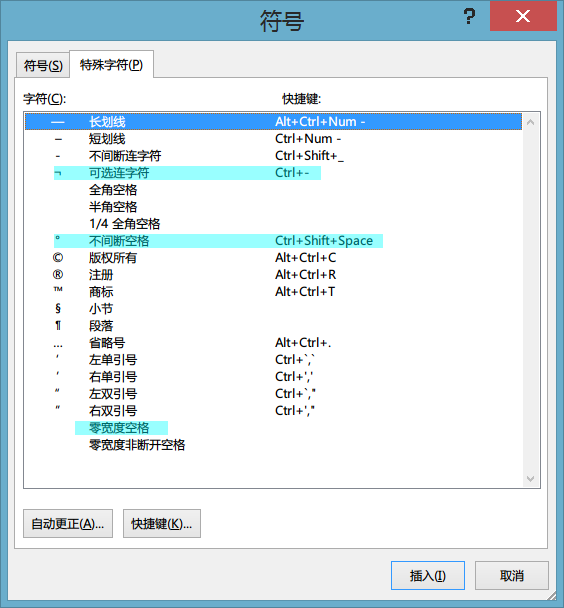 符号
?
符号(S) 特殊字符(P)
字符(C): 快捷键:
— 长划线 Alt+Ctrl+Num -
– 短划线 Ctrl+Num -
- 不间断连字符 Ctrl+Shift+_
¬ 可选连字符 Ctrl+-
全角空格
半角空格
1/4 全角空格
° 不间断空格 Ctrl+Shift+Space
© 版权所有 Alt+Ctrl+C
® 注册 Alt+Ctrl+R
™ 商标 Alt+Ctrl+T
§ 小节
¶ 段落
… 省略号 Alt+Ctrl+.
‘ 左单引号 Ctrl+`,`
’ 右单引号 Ctrl+','
“ 左双引号 Ctrl+`,"
” 右双引号 Ctrl+',"
零宽度空格
零宽度非断开空格
自动更正(A)... 快捷键(K)...
插入(I) 取消